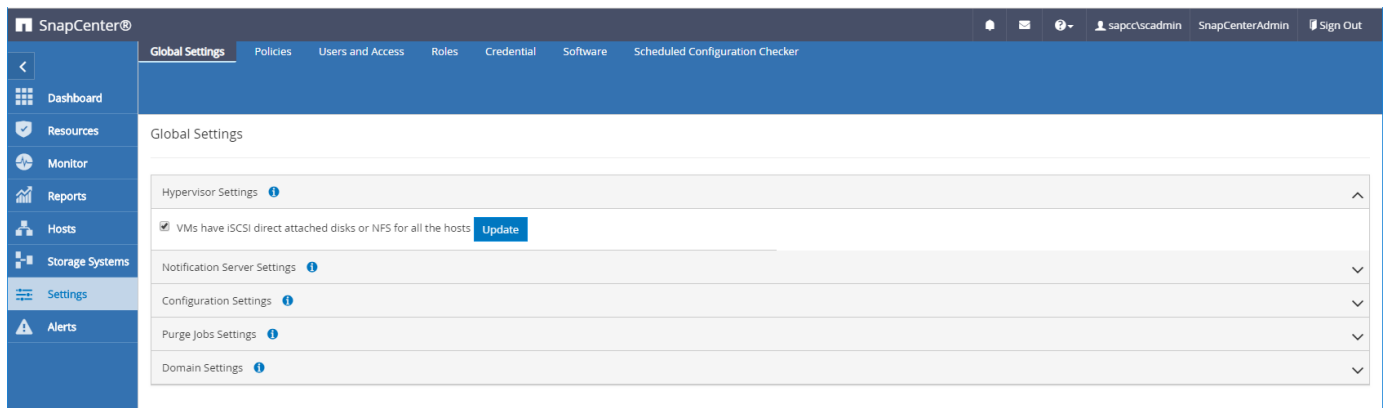 SnapCenter®
sapcc\scadmin SnapCenterAdmin Sign Out
Global Settings Policies Users and Access Roles Credential Software Scheduled Configuration Checker
Dashboard
Resources
Monitor
Reports
Hosts
Storage Systems
Settings
Alerts
Global Settings
Hypervisor Settings
VMs have iSCSI direct attached disks or NFS for all the hosts Update
Notification Server Settings
Configuration Settings
Purge Jobs Settings
Domain Settings